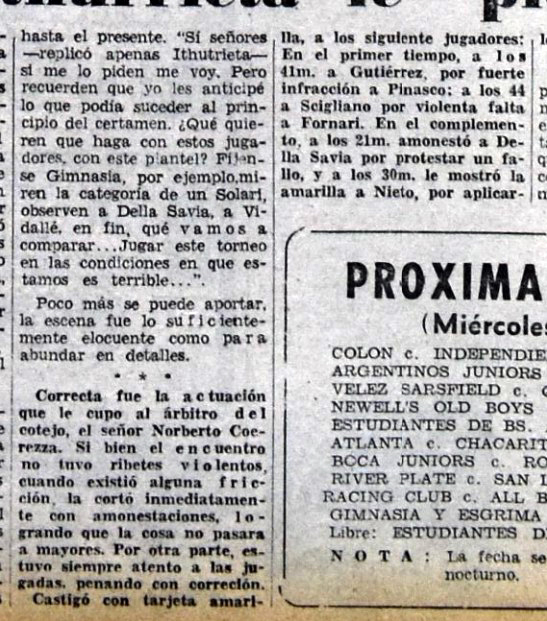 hasta el presente. "Sí señores
—replicó apenas Ithutrieta—
si me lo piden me voy. Pero
recuerden que yo les anticipé
lo que podía suceder al prin-
cipio del certamen. ¿Qué quie-
ren que haga con estos juga-
dores, con este plantel? Fíjen-
se Gimnasia, por ejemplo,mi-
ren la categoría de un Solari,
observen a Della Savia, a Vi-
dallé, en fin, qué vamos a
comparar...Jugar este torneo
en las condiciones en que es-
tamos es terrible...".
Poco más se puede aportar,
la escena fue lo suficiente-
mente elocuente como para
abundar en detalles.
* * *
Correcta fue la actuación
que le cupo al árbitro del
cotejo, el señor Norberto Coe-
rezza. Si bien el encuentro
no tuvo ribetes violentos,
cuando existió alguna fric-
ción, la cortó inmediatamen-
te con amonestaciones, lo-
grando que la cosa no pasara
a mayores. Por otra parte, es-
tuvo siempre atento a las ju-
gadas, penando con correción.
Castigó con tarjeta amari-
lla, a los siguiente jugadores:
En el primer tiempo, a los
41m. a Gutiérrez, por fuerte
infracción a Pinasco; a los 44
a Scigliano por violenta falta
a Fornari. En el complemen-
to, a los 21m. amonestó a De-
lla Savia por protestar un fa-
llo, y a los 30m. le mostró la
amarilla a Nieto, por aplicar-
PROXIMA
(Miércoles
COLON c. INDEPENDIE
ARGENTINOS JUNIORS
VELEZ SARSFIELD c.
NEWELL'S OLD BOYS
ESTUDIANTES DE BS.
ATLANTA c. CHACARIT
BOCA JUNIORS c. RO
RIVER PLATE c. SAN
RACING CLUB c. ALL B
GIMNASIA Y ESGRIMA
Libre: ESTUDIANTES D
NOTA: La fecha se
nocturno.